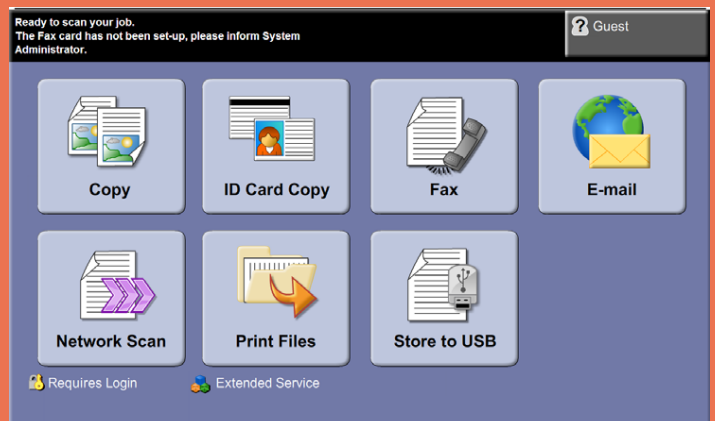 Ready to scan your job.
The Fax card has not been set-up, please inform System
Administrator.
Guest
Copy
ID Card Copy
Fax
E-mail
Network Scan
Print Files
Store to USB
Requires Login
Extended Service